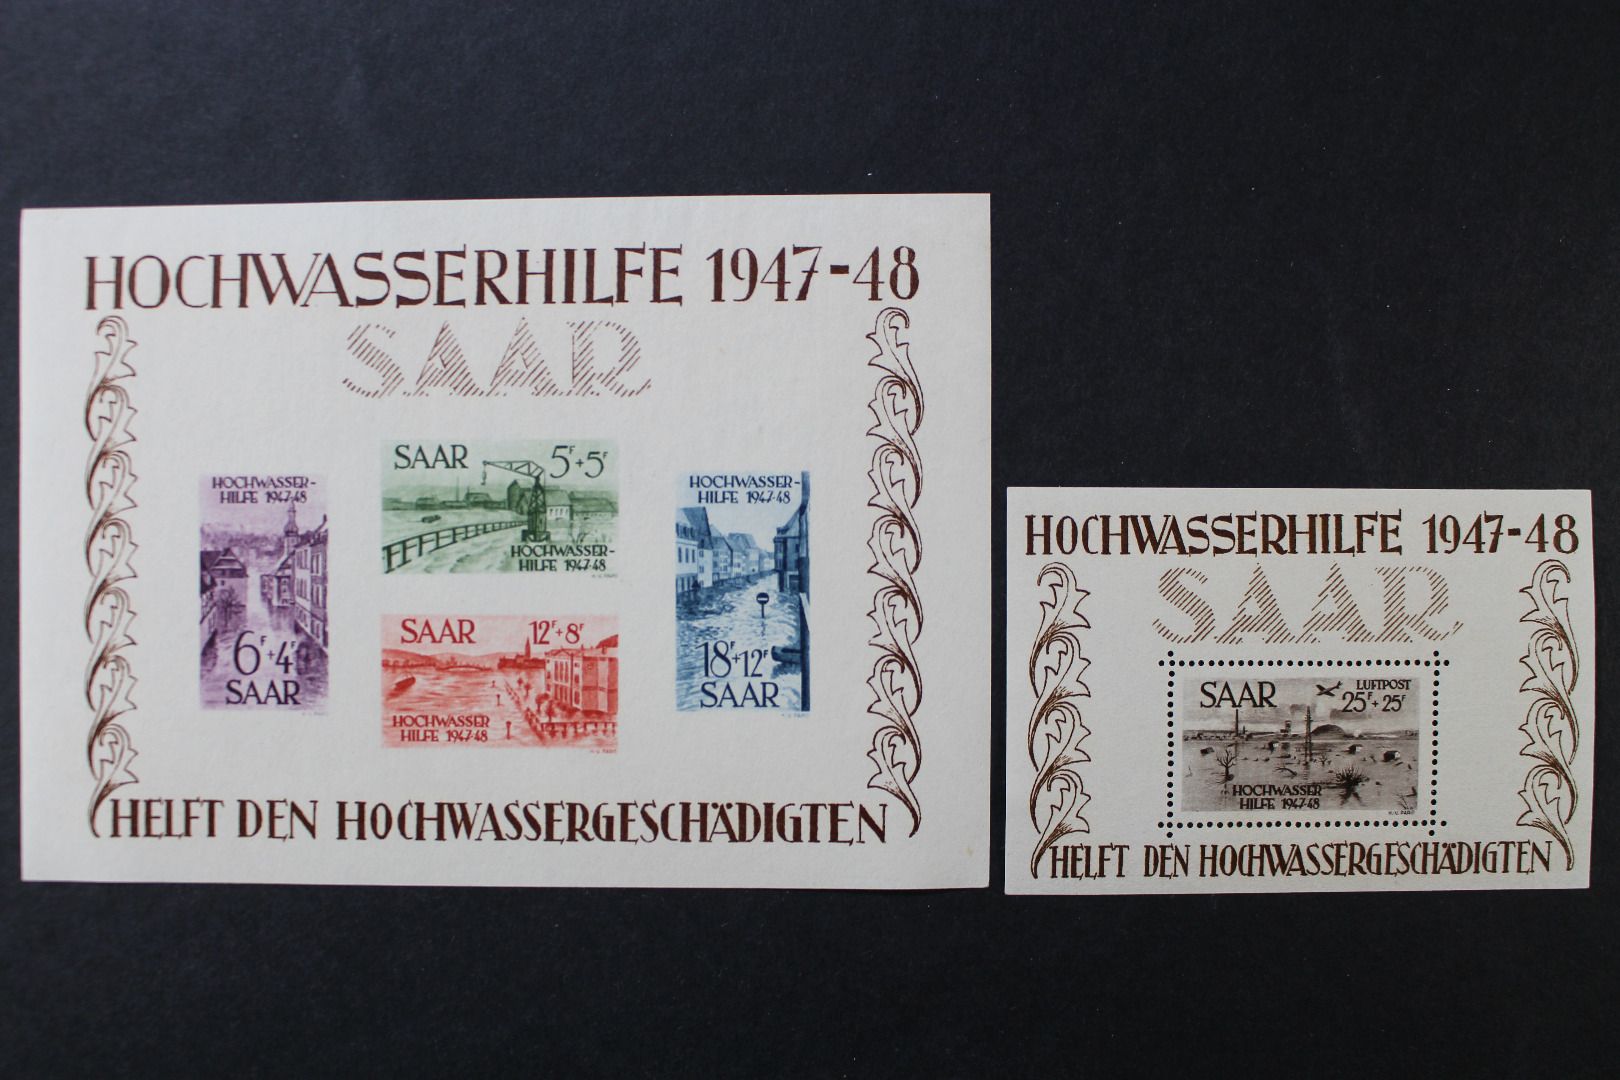 HOCHWASSERHILFE 1947-48
SAAR
HOCHWASSER-
HILFE 1947-48
6F+4F
SAAR
SAAR 5F+5F
HOCHWASSER-
HILFE 1947-48
H.U. PARIS
SAAR 12F+8F
HOCHWASSER
HILFE 1947-48
H.U. PARIS
HOCHWASSER-
HILFE 1947-48
18F+12F
SAAR
HELFT DEN HOCHWASSERGESCHÄDIGTEN
HOCHWASSERHILFE 1947-48
SAAR
SAAR LUFTPOST
25F+25F
HOCHWASSER
HILFE 1947-48
HELFT DEN HOCHWASSERGESCHÄDIGTEN